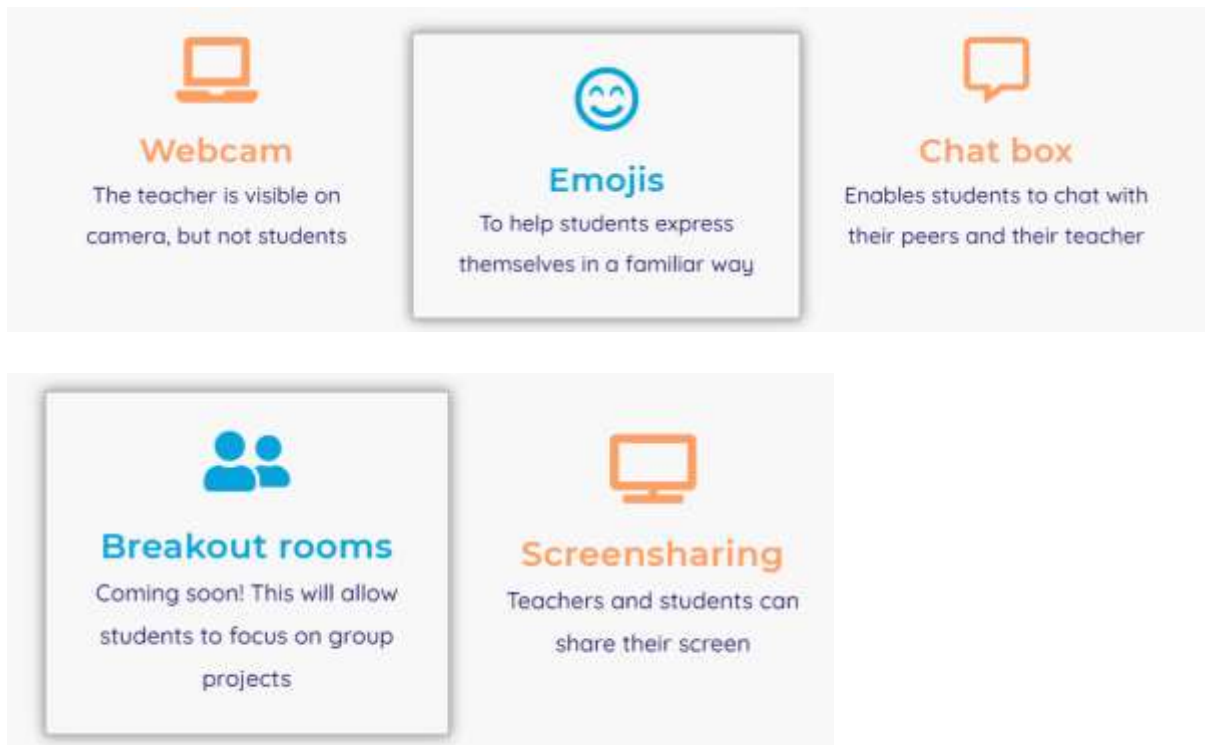 Webcam
The teacher is visible on
camera, but not students
Emojis
To help students express
themselves in a familiar way
Chat box
Enables students to chat with
their peers and their teacher
Breakout rooms
Coming soon! This will allow
students to focus on group
projects
Screensharing
Teachers and students can
share their screen